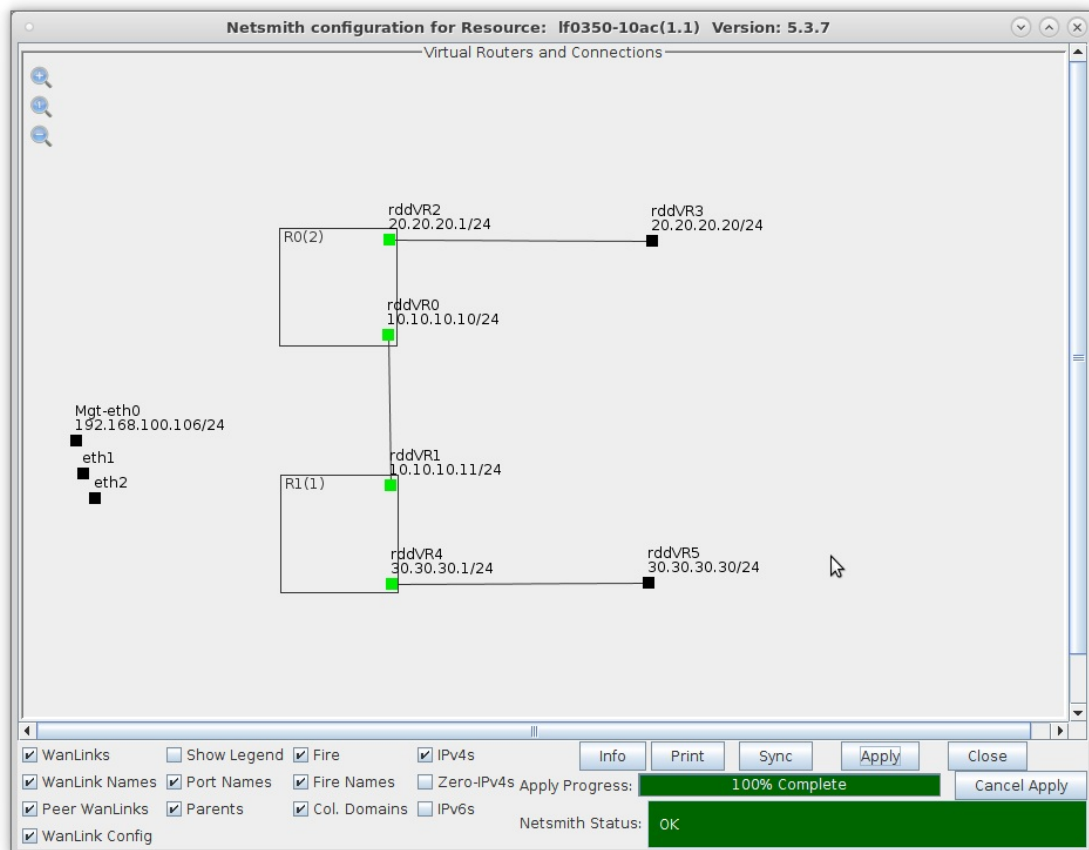 Netsmith configuration for Resource:  lf0350-10ac(1.1)  Version: 5.3.7
Virtual Routers and Connections
rddVR2
20.20.20.1/24
rddVR3
20.20.20.20/24
R0(2)
rddVR0
10.10.10.10/24
Mgt-eth0
192.168.100.106/24
eth1
eth2
rddVR1
10.10.10.11/24
R1(1)
rddVR4
30.30.30.1/24
rddVR5
30.30.30.30/24
WanLinks Show Legend Fire IPv4s Info Print Sync Apply Close
WanLink Names Port Names Fire Names Zero-IPv4s Apply Progress: 100% Complete Cancel Apply
Peer WanLinks Parents Col. Domains IPv6s
Netsmith Status: OK
WanLink Config